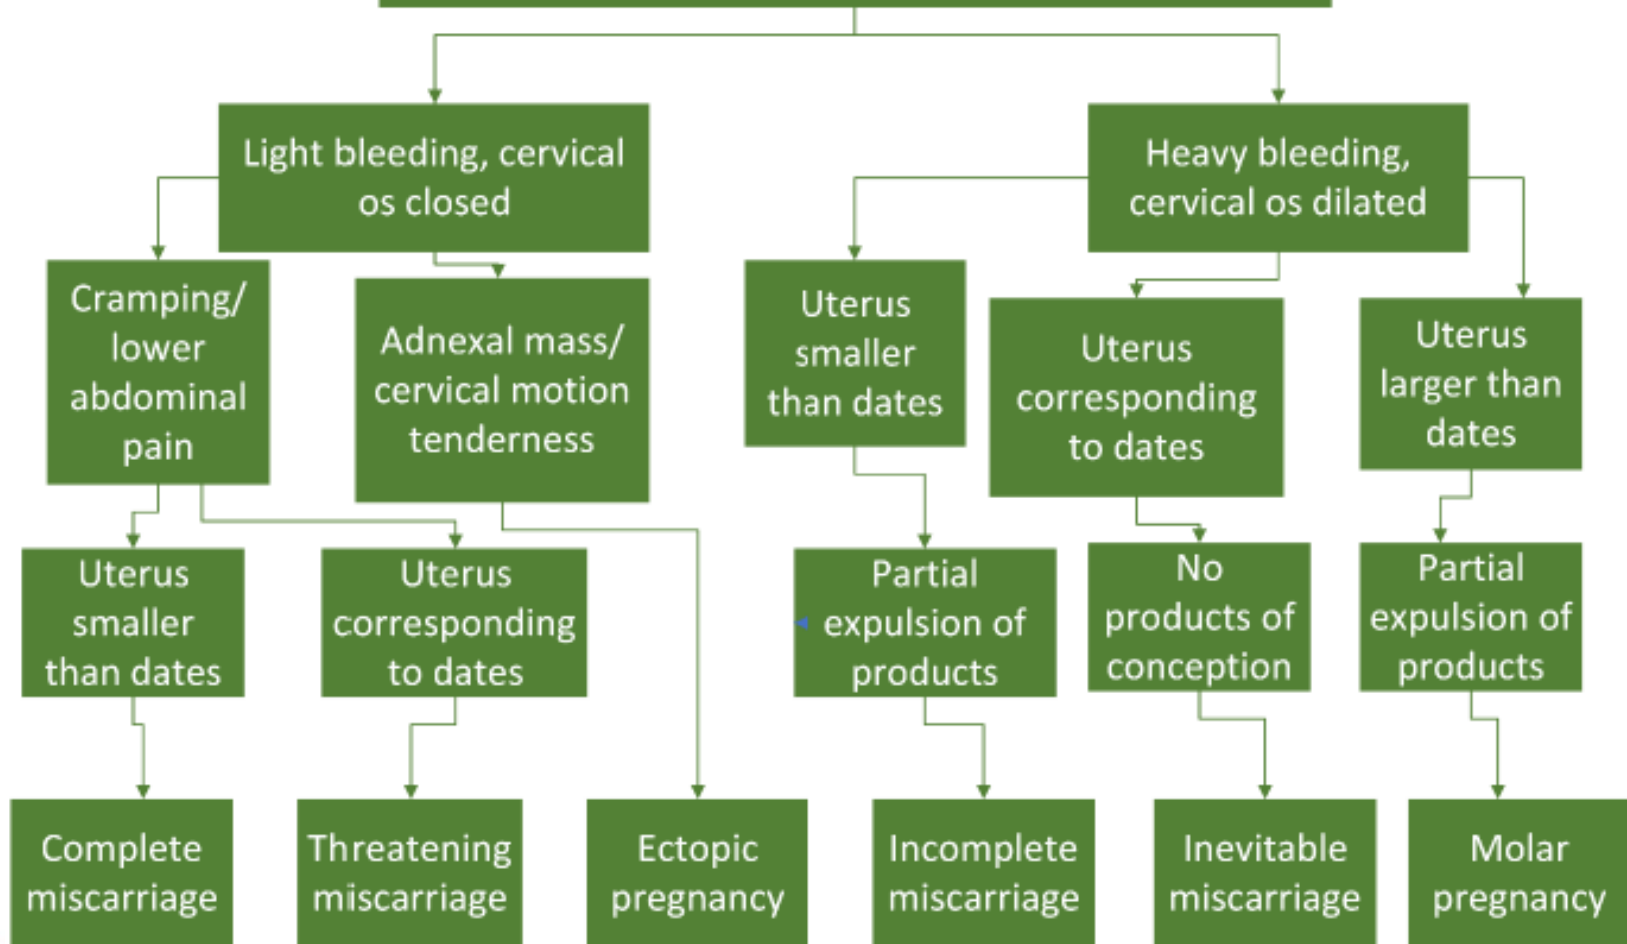 Light bleeding, cervical
os closed
Heavy bleeding,
cervical os dilated
Cramping/
lower
abdominal
pain
Adnexal mass/
cervical motion
tenderness
Uterus
smaller
than dates
Uterus
corresponding
to dates
Uterus
larger than
dates
Uterus
smaller
than dates
Uterus
corresponding
to dates
Partial
expulsion of
products
No
products of
conception
Partial
expulsion of
products
Complete
miscarriage
Threatening
miscarriage
Ectopic
pregnancy
Incomplete
miscarriage
Inevitable
miscarriage
Molar
pregnancy